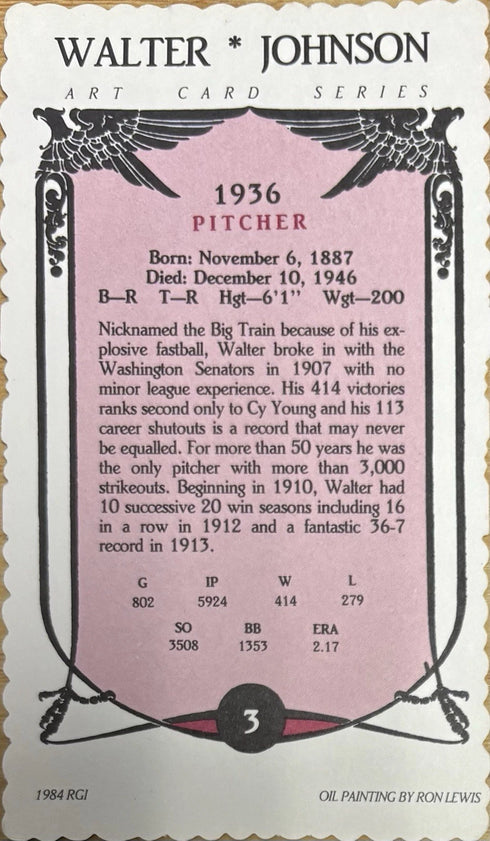 WALTER * JOHNSON
ART CARD SERIES
1936
PITCHER
Born: November 6, 1887
Died: December 10, 1946
B—R T—R Hgt—6'1" Wgt—200
Nicknamed the Big Train because of his ex-
plosive fastball, Walter broke in with the
Washington Senators in 1907 with no
minor league experience. His 414 victories
ranks second only to Cy Young and his 113
career shutouts is a record that may never
be equalled. For more than 50 years he was
the only pitcher with more than 3,000
strikeouts. Beginning in 1910, Walter had
10 successive 20 win seasons including 16
in a row in 1912 and a fantastic 36-7
record in 1913.
G IP W L
802 5924 414 279
SO BB ERA
3508 1353 2.17
3
1984 RGI OIL PAINTING BY RON LEWIS